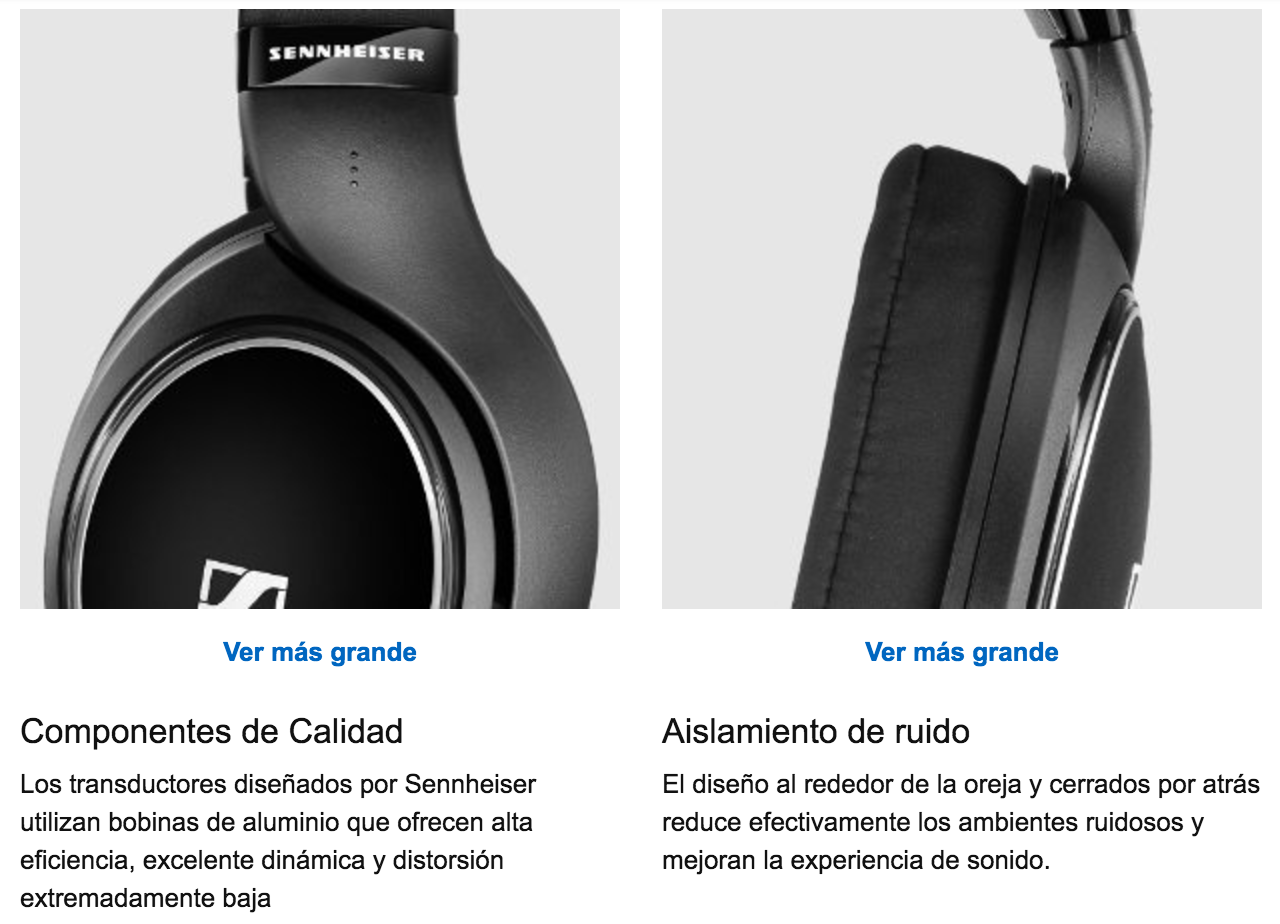 SENNHEISER
Ver más grande
Componentes de Calidad
Los transductores diseñados por Sennheiser
utilizan bobinas de aluminio que ofrecen alta
eficiencia, excelente dinámica y distorsión
extremadamente baja
Ver más grande
Aislamiento de ruido
El diseño al rededor de la oreja y cerrados por atrás
reduce efectivamente los ambientes ruidosos y
mejoran la experiencia de sonido.